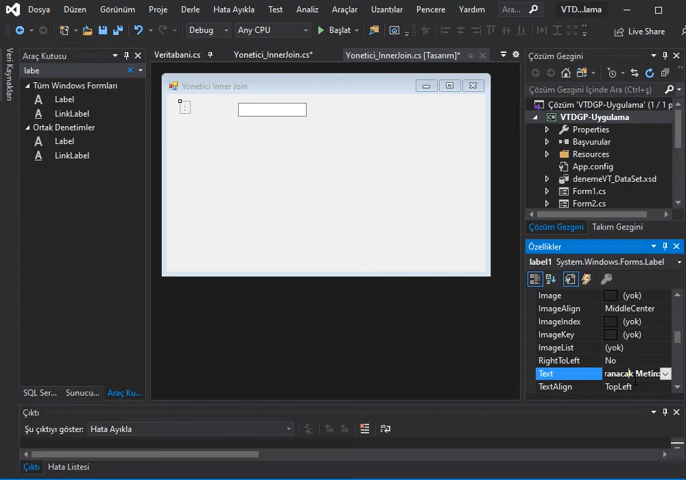 Dosya Düzen Görünüm Git Proje Derle
Debug Any CPU Başlat
Derle Hata Ayıkla Test Analiz Araçlar Uzantılar Pencere Yardım Ara... VTD...lama
Live Share
Veri Kaynakları
Araç Kutusu
labe
Tüm Windows Formları
Label
LinkLabel
Ortak Denetimler
Label
LinkLabel
SQL Ser... Sunucu... Araç Ku...
Veritabani.cs Yonetici_InnerJoin.cs* Yonetici_InnerJoin.cs [Tasarım]*
Yonetici Inner Join
:
Çözüm Gezgini
Çözüm Gezgini İçinde Ara
Çözüm 'VTDGP-Uygulama' (1 / 1 p
VTDGP-Uygulama
Properties
Başvurular
Resources
App.config
denemeVT_DataSet.xsd
Form1.cs
Form2.cs
Çözüm Gezgini Takım Gezgini
Özellikler
label1 System.Windows.Forms.Label
Image (yok)
ImageAlign MiddleCenter
ImageIndex (yok)
ImageKey (yok)
ImageList (yok)
RightToLeft No
Text ranacak Metin:
TextAlign TopLeft
Çıktı
Şu çıktıyı göster: Hata Ayıkla
Çıktı Hata Listesi